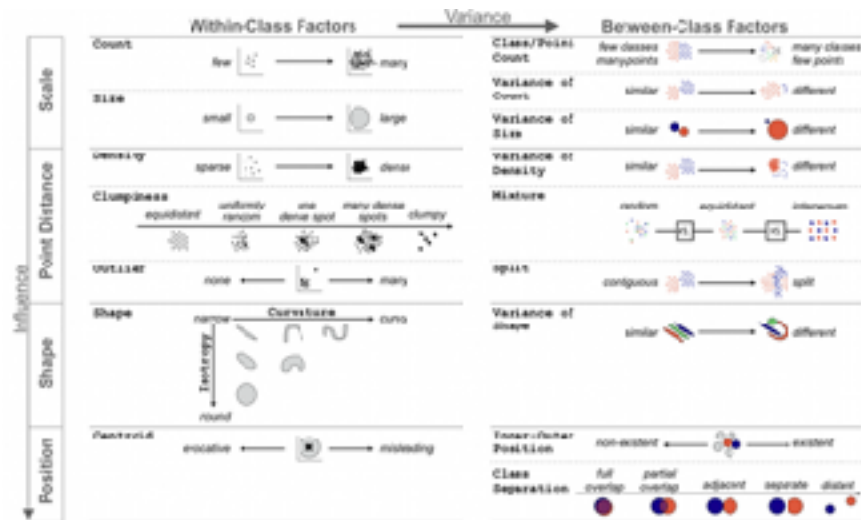 Variance
Within-Class Factors
Between-Class Factors
Influence
Scale
Count
few
many
Size
small
large
Class/Point
Count
few classes
many points
many classes
few points
Variance of
Count
similar
different
Variance of
Size
similar
different
Point Distance
Density
sparse
dense
Clumpiness
equidistant
uniformly
random
one
dense spot
many dense
spots
clumpy
Outlier
none
many
Variance of
Density
similar
different
Mixture
random
equidistant
interwoven
Split
contiguous
split
Shape
Shape
narrow
Curvature
curvy
Isotropy
round
Variance of
Shape
similar
different
Position
Centroid
evocative
misleading
Inner-Outer
Position
non-existent
existent
Class
Separation
full
overlap
partial
overlap
adjacent
separate
distant